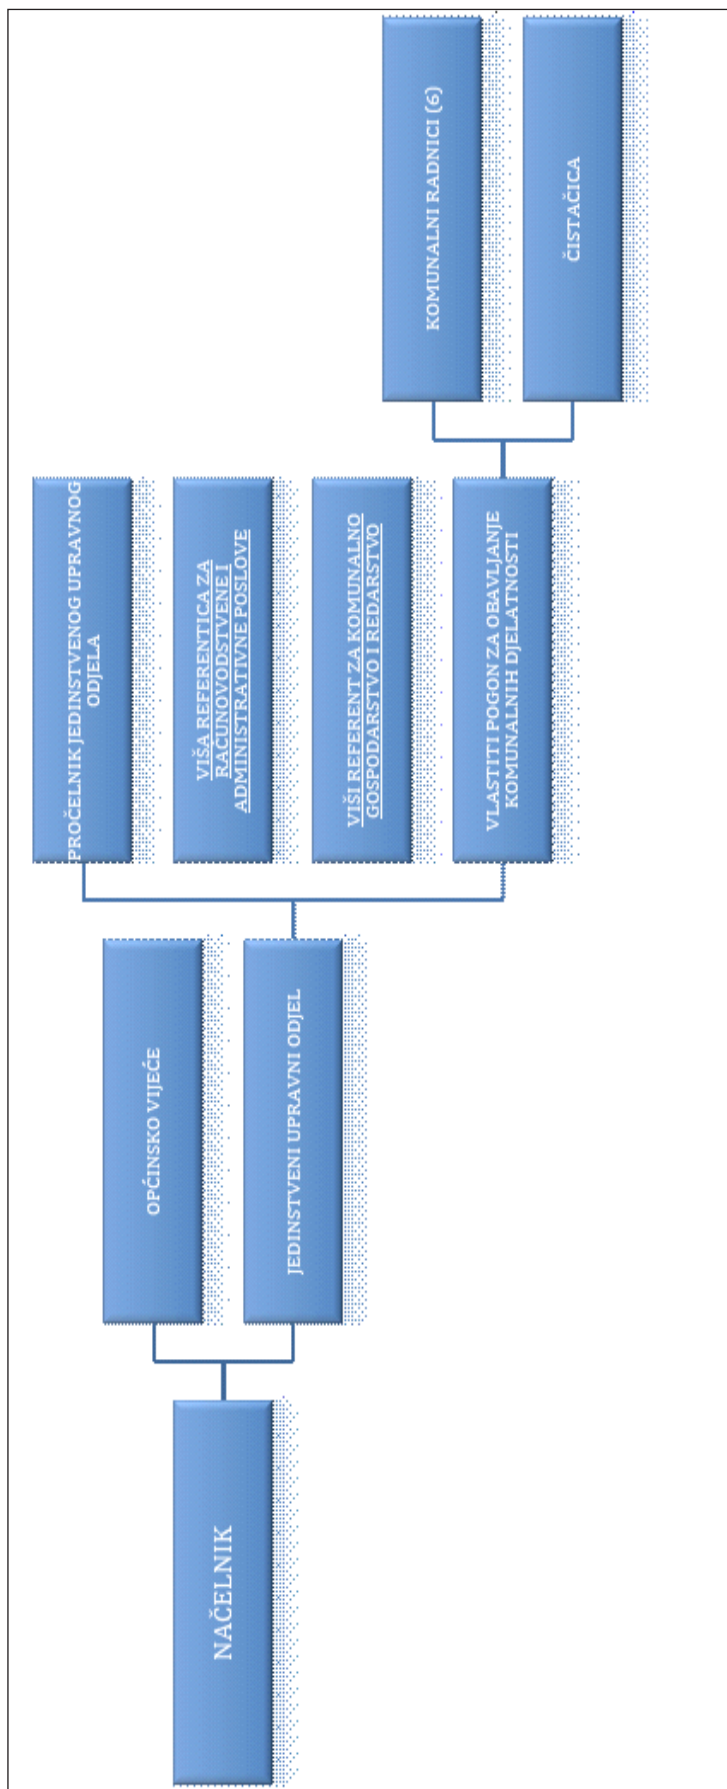 NAČELNIK
OPĆINSKO VIJEĆE
JEDINSTVENI UPRAVNI ODJEL
PROČELNIK JEDINSTVENOG UPRAVNOG
ODJELA
VIŠA REFERENTICA ZA
RAČUNOVODSTVENE I
ADMINISTRATIVNE POSLOVE
VIŠI REFERENT ZA KOMUNALNO
GOSPODARSTVO I REDARSTVO
VLASTITI POGON ZA OBAVLJANJE
KOMUNALNIH DJELATNOSTI
KOMUNALNI RADNICI (6)
ČISTAČICA